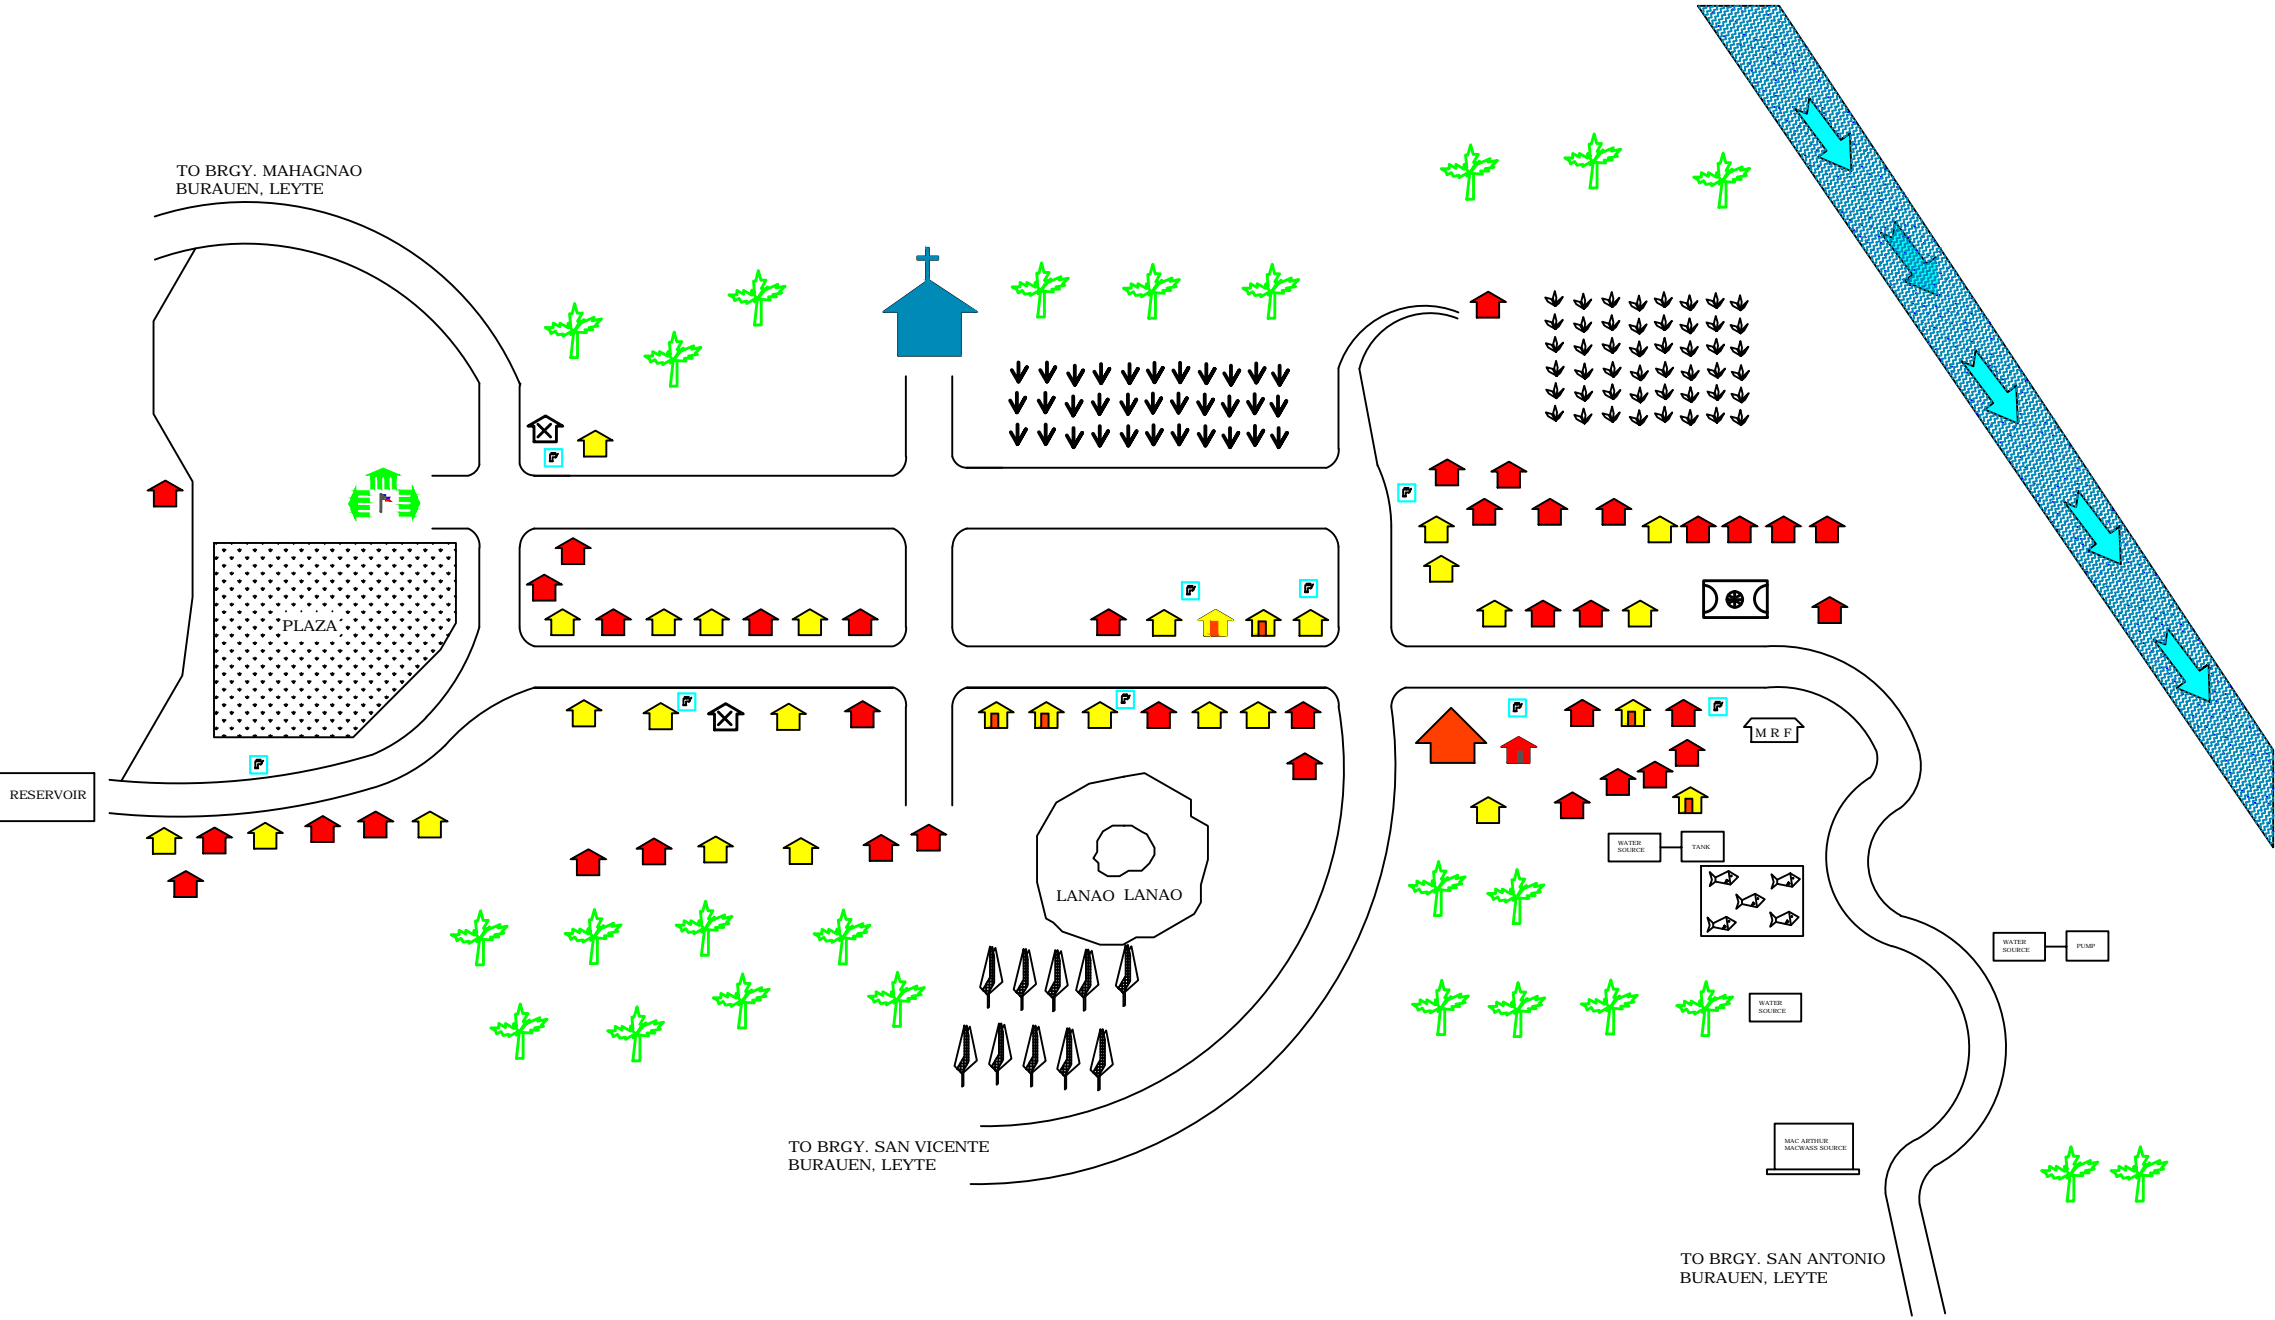 TO BRGY. MAHAGNAO
BURAUEN, LEYTE
PLAZA
RESERVOIR
M R F
WATER
SOURCE
TANK
LANAO LANAO
WATER
SOURCE
PUMP
WATER
SOURCE
MAC ARTHUR
MACWASS SOURCE
TO BRGY. SAN VICENTE
BURAUEN, LEYTE
TO BRGY. SAN ANTONIO
BURAUEN, LEYTE